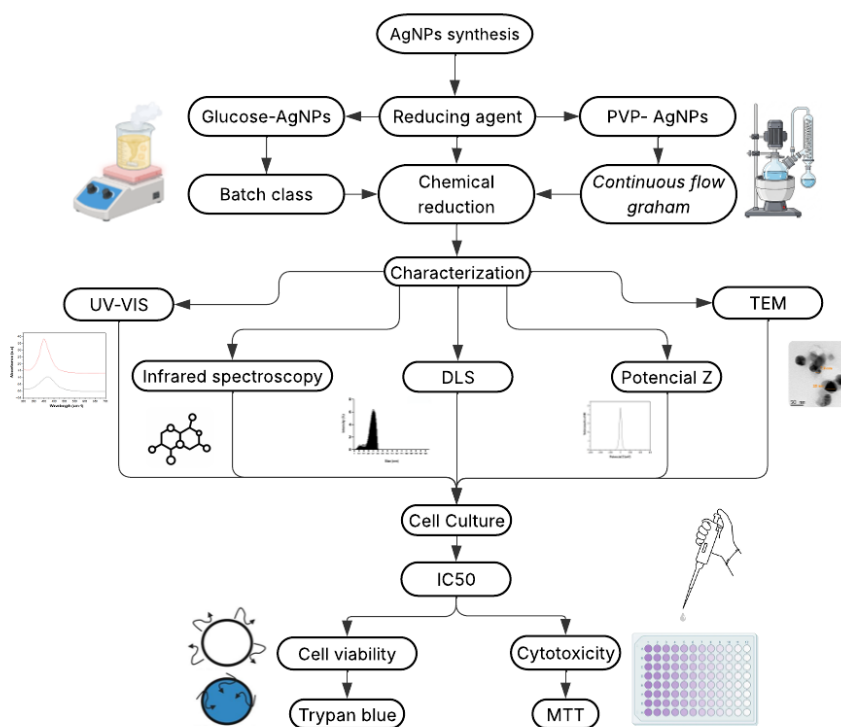 AgNPs synthesis
Glucose-AgNPs
Reducing agent
PVP- AgNPs
Batch class
Chemical
reduction
Continuous flow
graham
Characterization
UV-VIS
TEM
Infrared spectroscopy
DLS
Potencial Z
Cell Culture
IC50
Cell viability
Cytotoxicity
Trypan blue
MTT